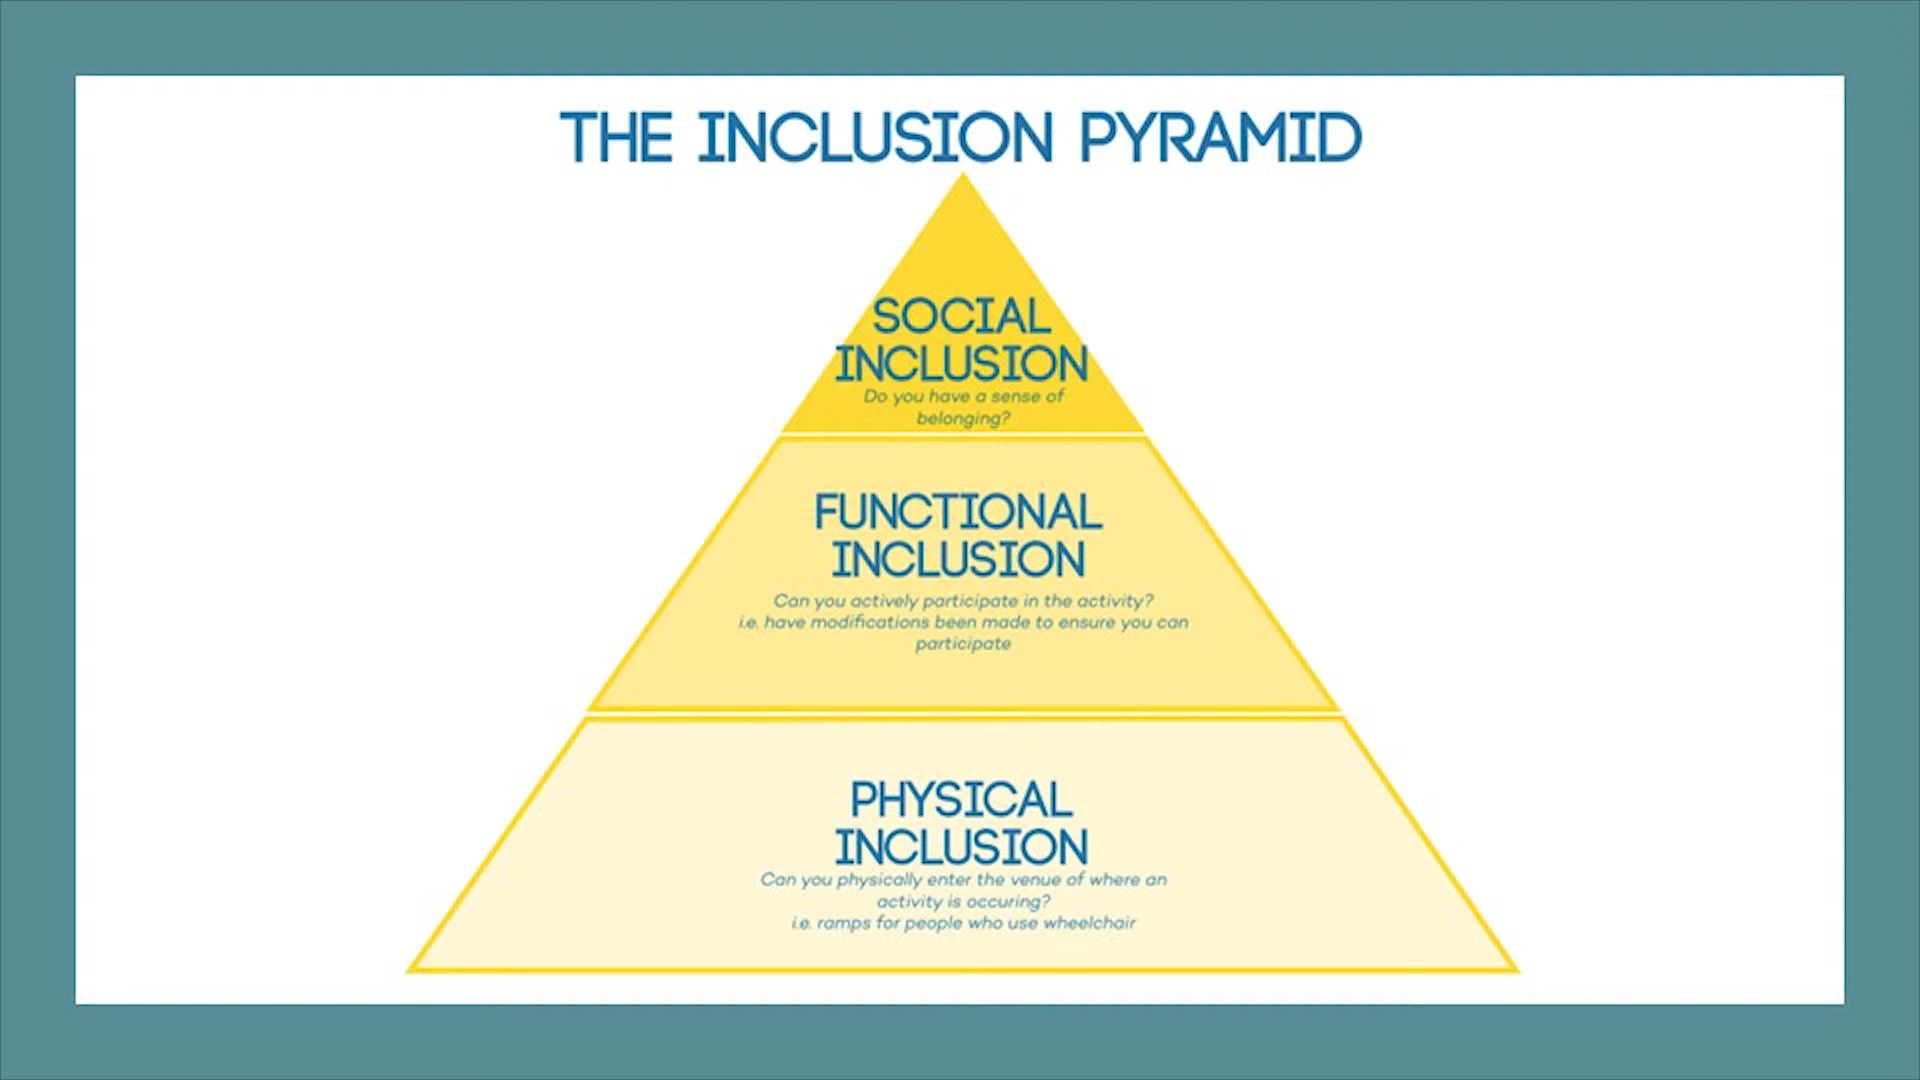 THE INCLUSION PYRAMID
SOCIAL
INCLUSION
Do you have a sense of
belonging?
FUNCTIONAL
INCLUSION
Can you actively participate in the activity?
i.e. have modifications been made to ensure you can
participate
PHYSICAL
INCLUSION
Can you physically enter the venue of where an
activity is occuring?
i.e. ramps for people who use wheelchair